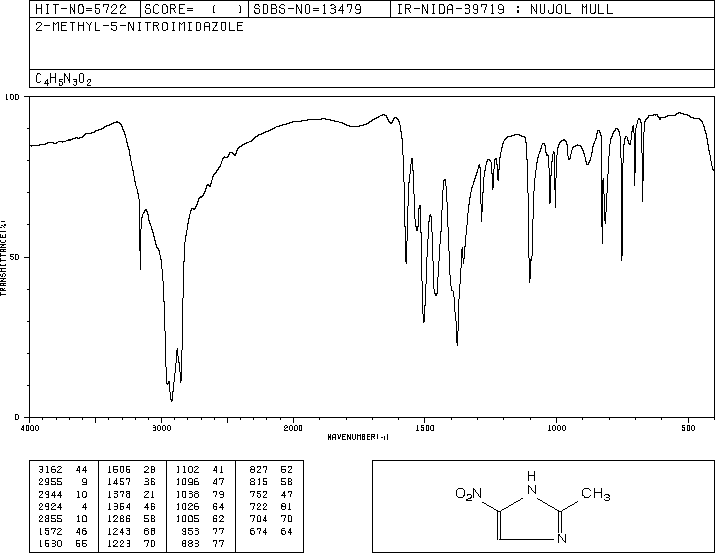 HIT-NO=5722 SCORE= ( ) SDBS-NO=13479 IR-NIDA-39719 : NUJOL MULL
2-METHYL-5-NITROIMIDAZOLE
C4H5N3O2
100
50
0
TRANSMITTANCE(%)
4000 3000 2000 1500 1000 500
WAVENUMBER(-1)
3162 44 1506 28 1102 41 827 52
2955 9 1457 36 1096 47 815 58
2944 10 1378 21 1038 79 752 47
2924 4 1354 46 1026 64 722 81
2855 10 1286 58 1005 62 704 70
1572 46 1243 68 953 77 674 64
1530 55 1223 70 883 77
H
N
O2N
CH3
N